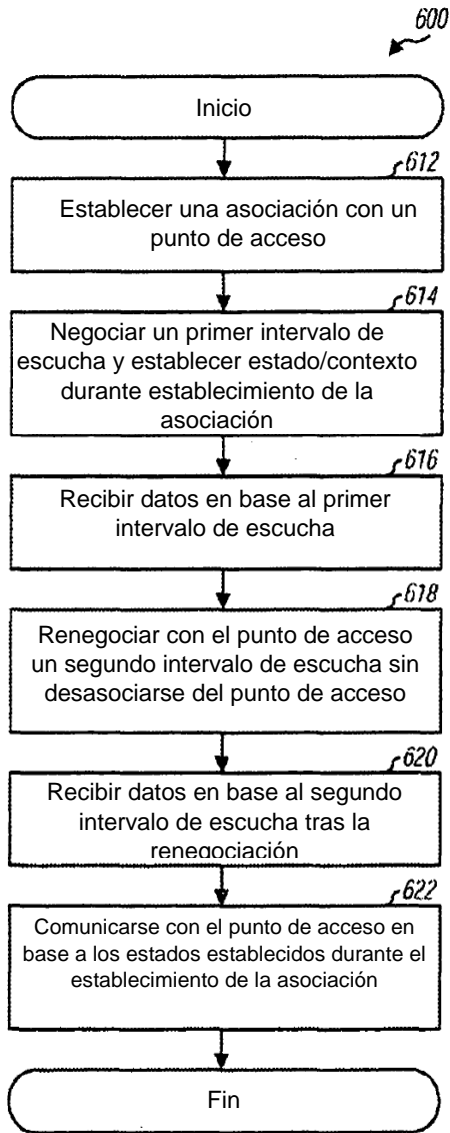 600
Inicio
612
Establecer una asociación con un
punto de acceso
614
Negociar un primer intervalo de
escucha y establecer estado/contexto
durante establecimiento de la
asociación
616
Recibir datos en base al primer
intervalo de escucha
618
Renegociar con el punto de acceso
un segundo intervalo de escucha sin
desasociarse del punto de acceso
620
Recibir datos en base al segundo
intervalo de escucha tras la
renegociación
622
Comunicarse con el punto de acceso en
base a los estados establecidos durante el
establecimiento de la asociación
Fin